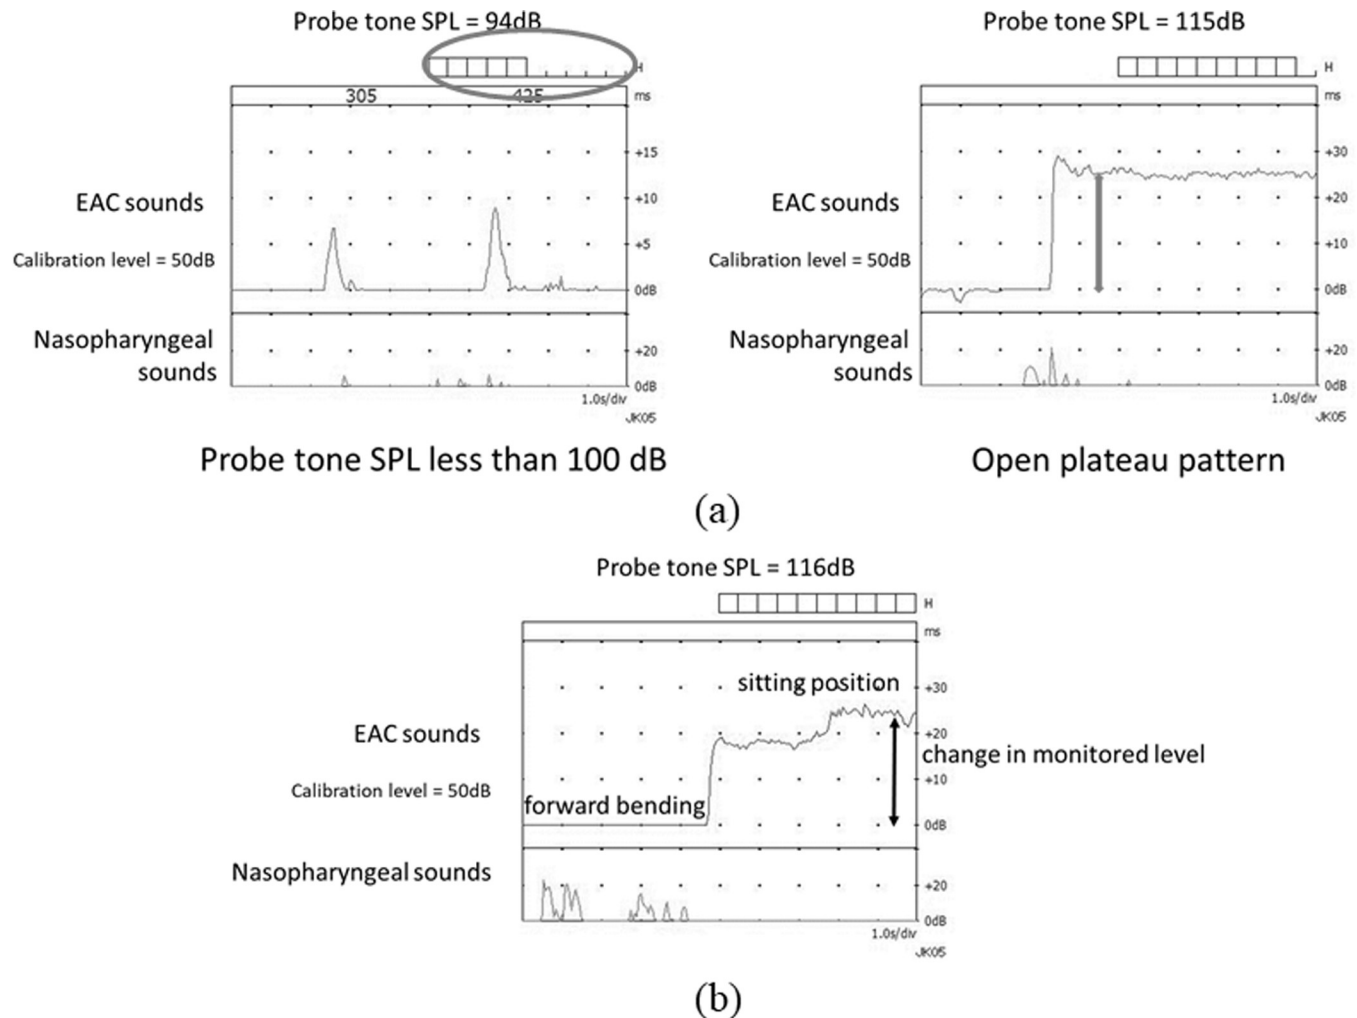 Probe tone SPL = 94dB
H
305 425 ms
+15
EAC sounds
+10
Calibration level = 50dB
+5
0dB
Nasopharyngeal
sounds
+20
0dB
1.0s/div
JK05
Probe tone SPL less than 100 dB
Probe tone SPL = 115dB
H
ms
+30
EAC sounds
+20
Calibration level = 50dB
+10
0dB
Nasopharyngeal
sounds
+20
0dB
1.0s/div
JK05
Open plateau pattern
(a)
Probe tone SPL = 116dB
H
ms
sitting position
+30
EAC sounds
+20
change in monitored level
Calibration level = 50dB
+10
forward bending
0dB
Nasopharyngeal sounds
+20
0dB
1.0s/div
JK05
(b)